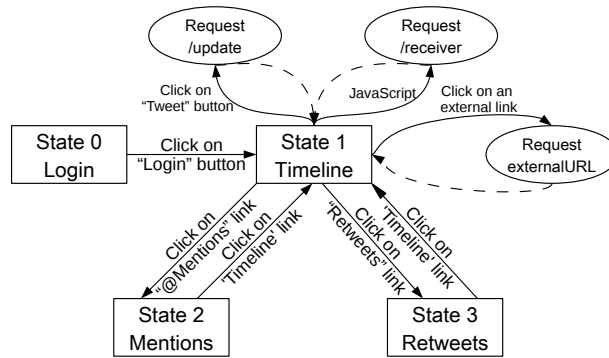 Request
/update
Request
/receiver
Click on
“Tweet” button
JavaScript
Click on an
external link
State 0
Login
Click on
“Login” button
State 1
Timeline
Request
externalURL
Click on
“@Mentions” link
Click on
'Timeline' link
Click on
“Retweets” link
Click on
'Timeline' link
State 2
Mentions
State 3
Retweets